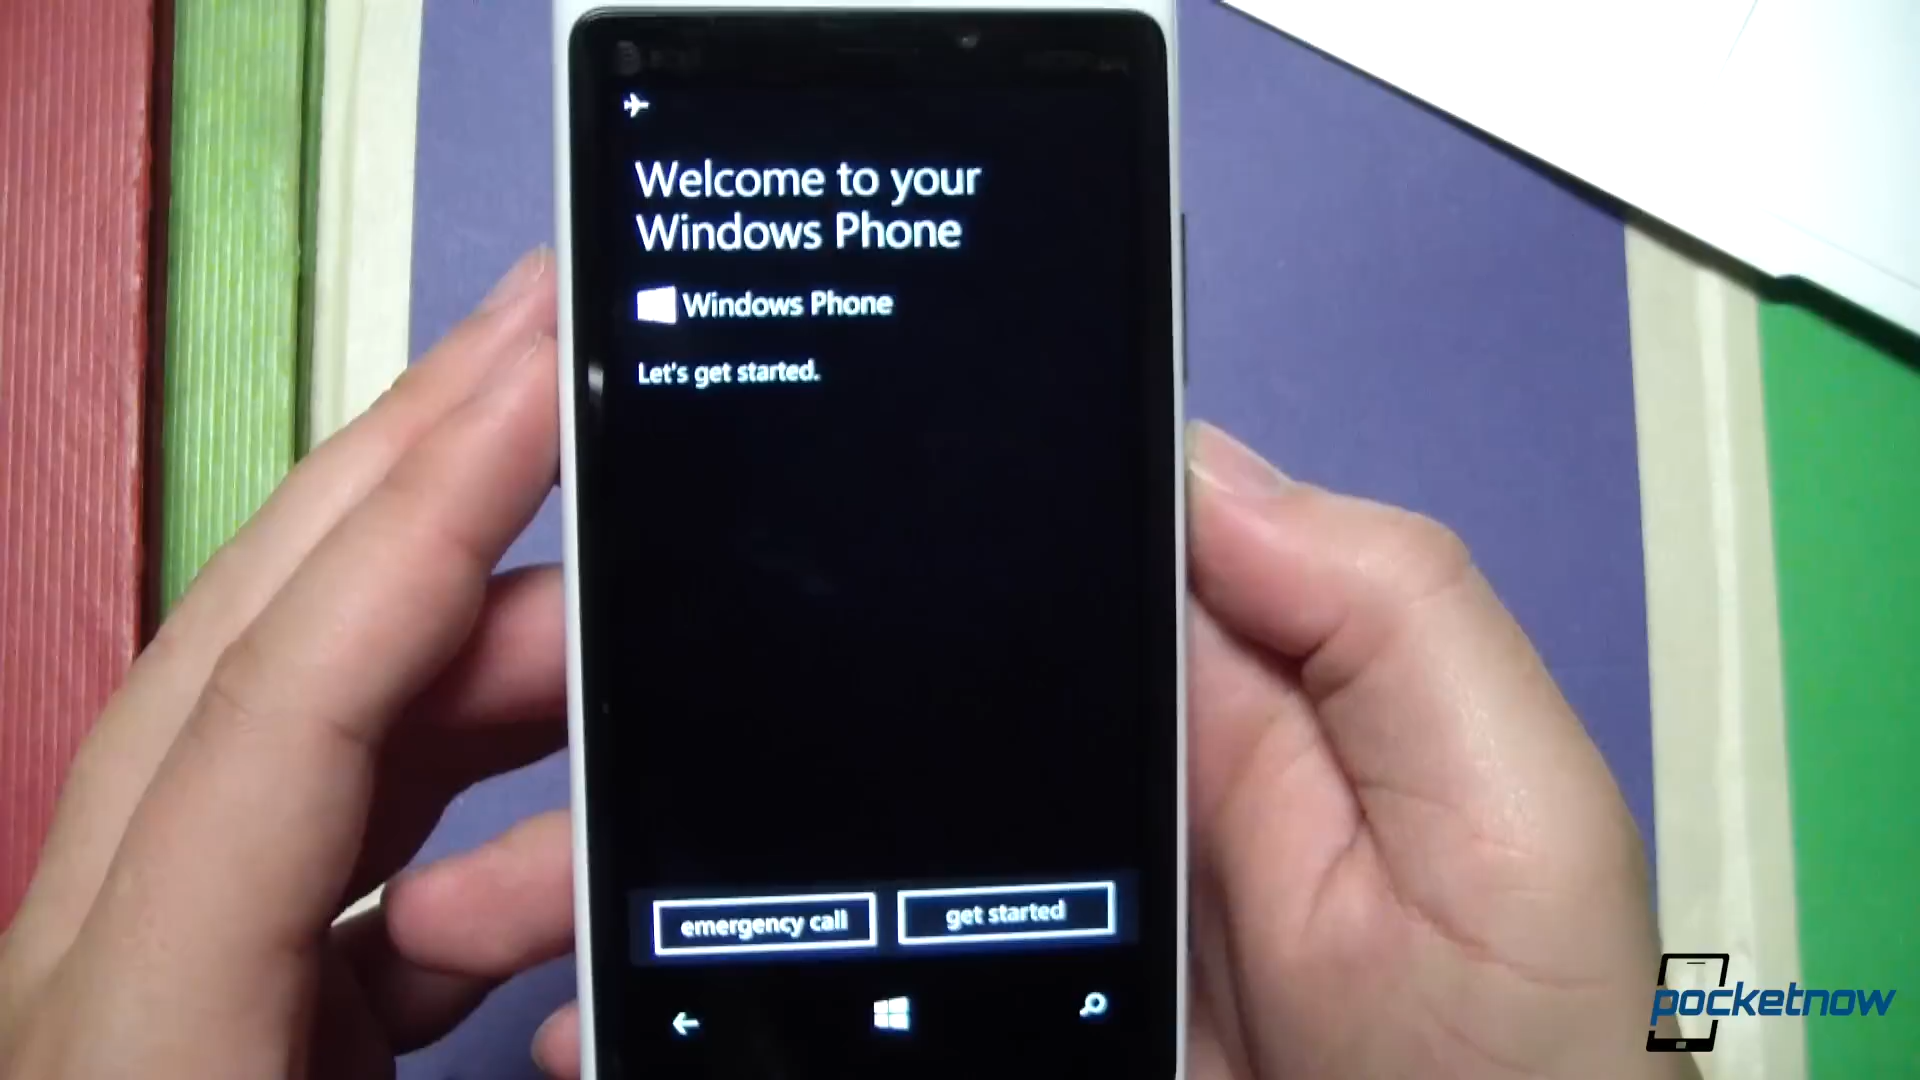 Welcome to your
Windows Phone
Windows Phone
Let's get started.
emergency call
get started
pocketnow